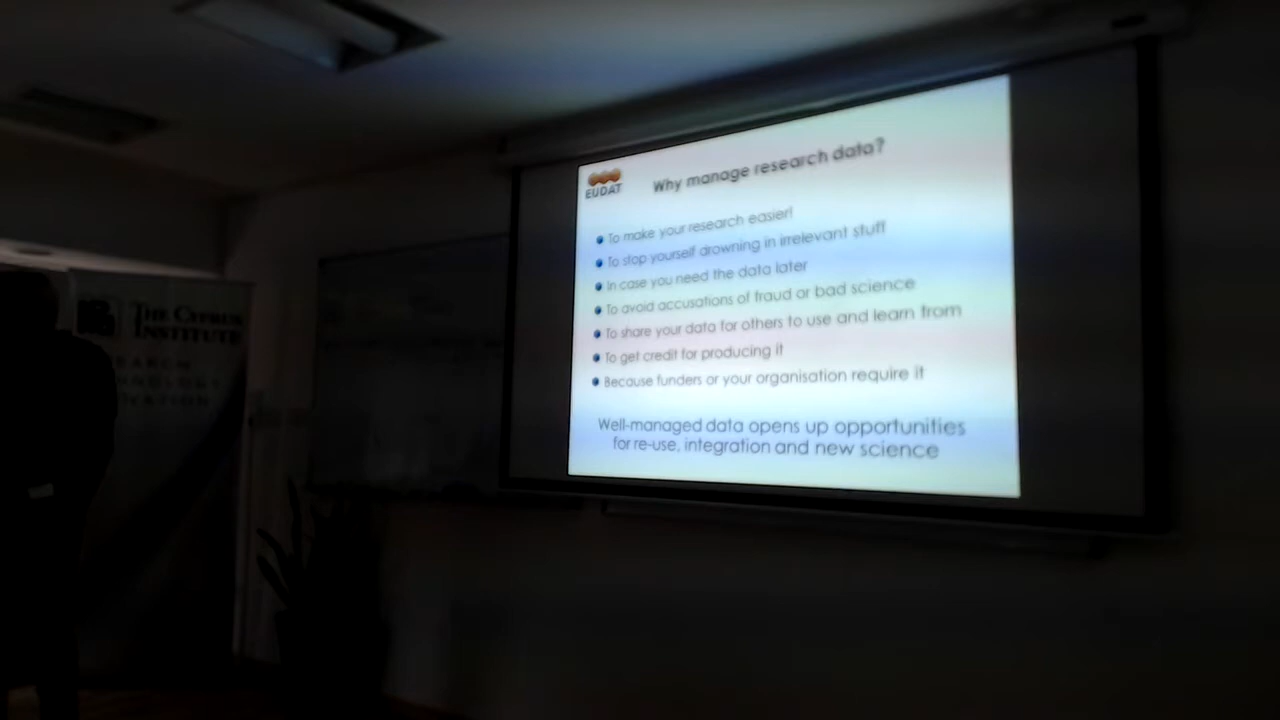 EUDAT
Why manage research data?
To make your research easier!
To stop yourself drowning in irrelevant stuff
In case you need the data later
To avoid accusations of fraud or bad science
To share your data for others to use and learn from
To get credit for producing it
Because funders or your organisation require it
Well-managed data opens up opportunities
for re-use, integration and new science
THE CYPRUS
INSTITUTE